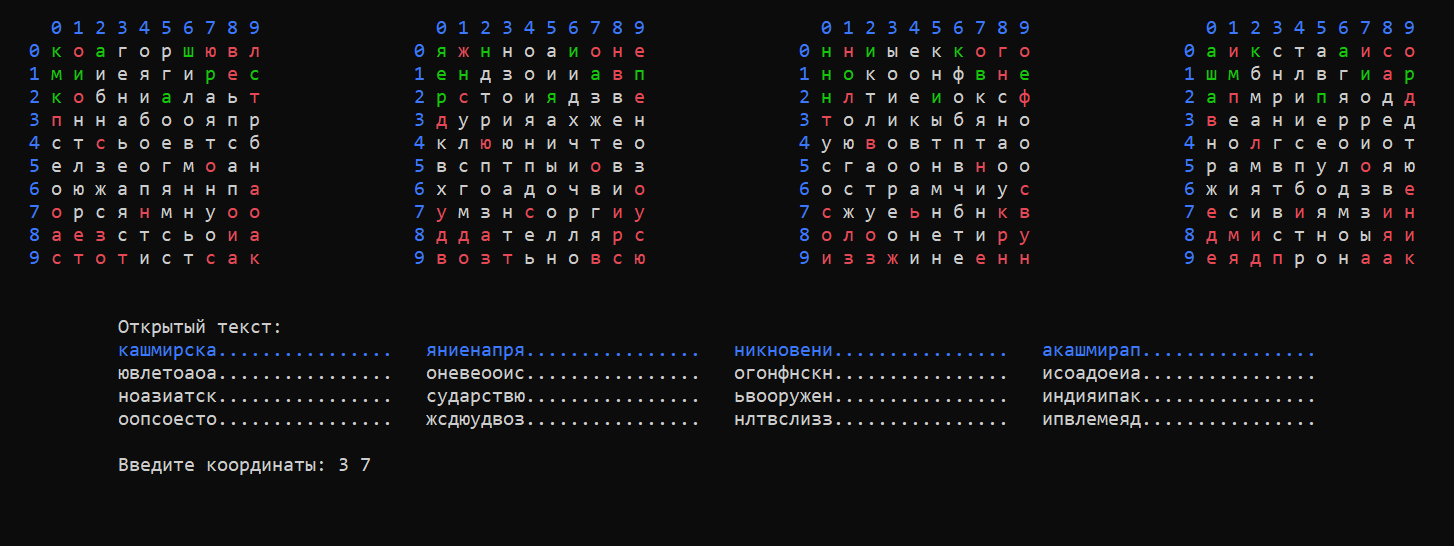 0 1 2 3 4 5 6 7 8 9 0 1 2 3 4 5 6 7 8 9 0 1 2 3 4 5 6 7 8 9 0 1 2 3 4 5 6 7 8 9
0 к о а г о р ш ю в л 0 я ж н н о а и о н е 0 н н и ы е к к о г о 0 а и к с т а а и с о
1 м и и е я г и р е с 1 е н д з о и и а в п 1 н о к о о н ф в н е 1 ш м б н л в г и а р
2 к о б н и а л а ь т 2 р с т о и я д з в е 2 н л т и е и о к с ф 2 а п м р и п я о д д
3 п н н а б о о я п р 3 д у р и я а х ж е н 3 т о л и к ы б я н о 3 в е а н и е р р е д
4 с т с ь о е в т с б 4 к л ю ю н и ч т е о 4 у ю в о в т п т а о 4 н о л г с е о и о т
5 е л з е о г м о а н 5 в с п т п ы и о в з 5 с г а о о н в н о о 5 р а м в п у л о я ю
6 о ю ж а п я н н п а 6 х г о а д о ч в и о 6 о с т р а м ч и у с 6 ж и я т б о д з в е
7 о р с я н м н у о о 7 у м з н с о р г и у 7 с ж у е ь н б н к в 7 е с и в и я м з и н
8 а е з с т с ь о и а 8 д д а т е л л я р с 8 о л о о н е т и р у 8 д м и с т н о ы я и
9 с т о т и с т с а к 9 в о з т ь н о в с ю 9 и з з ж и н е е н н 9 е я д п р о н а а к
Открытый текст:
кашмирска................ яниенапря................ никновени................ акашмирап................
ювлетоаоа................ оневеооис................ огонфнскн................ исоадоеиа................
ноазиатск................ сударствю................ ьвооружен................ индияипак................
оопсоесто................ жсдюудвоз................ нлтвслизз................ ипвлемеяд................
Введите координаты: 3 7